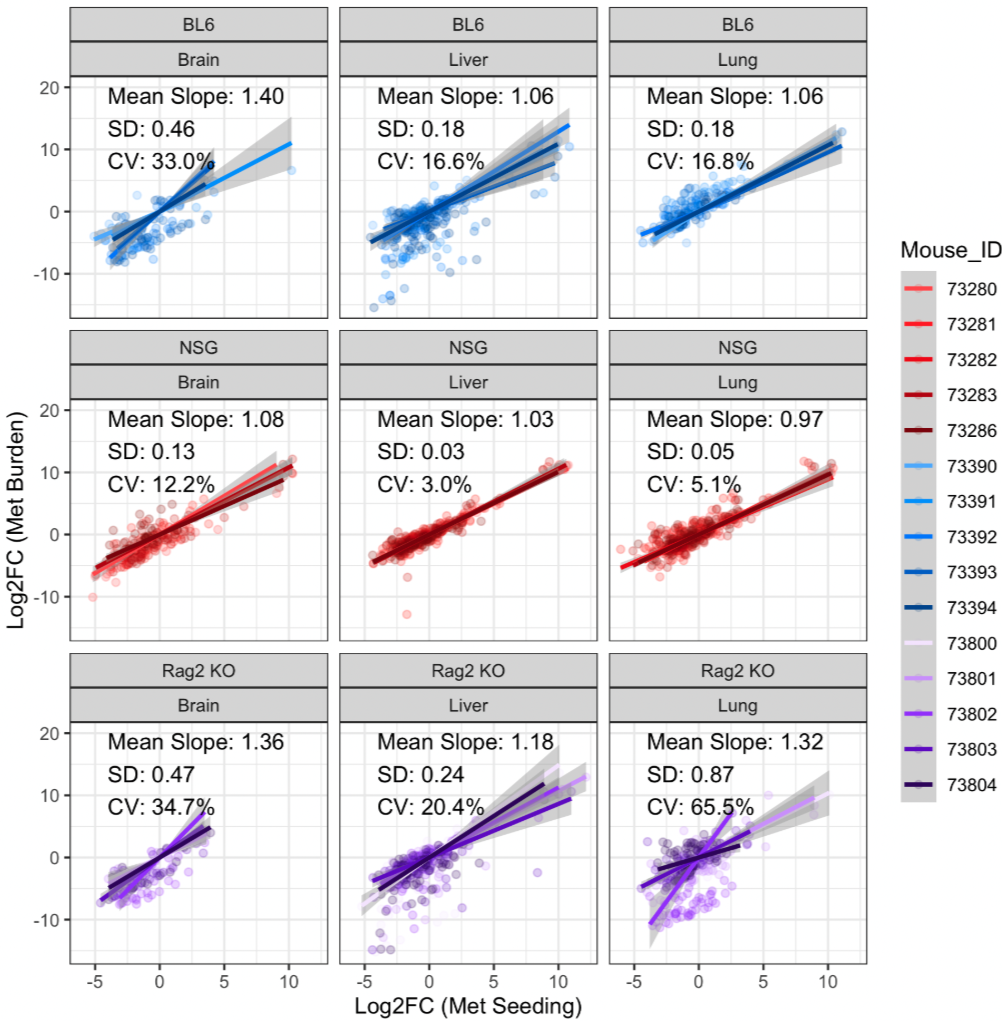 BL6
BL6
BL6
Brain
Liver
Lung
Mean Slope: 1.40
SD: 0.46
CV: 33.0%
Mean Slope: 1.06
SD: 0.18
CV: 16.6%
Mean Slope: 1.06
SD: 0.18
CV: 16.8%
20
10
0
-10
NSG
NSG
NSG
Brain
Liver
Lung
Mean Slope: 1.08
SD: 0.13
CV: 12.2%
Mean Slope: 1.03
SD: 0.03
CV: 3.0%
Mean Slope: 0.97
SD: 0.05
CV: 5.1%
20
10
0
-10
Rag2 KO
Rag2 KO
Rag2 KO
Brain
Liver
Lung
Mean Slope: 1.36
SD: 0.47
CV: 34.7%
Mean Slope: 1.18
SD: 0.24
CV: 20.4%
Mean Slope: 1.32
SD: 0.87
CV: 65.5%
20
10
0
-10
-5 0 5 10
-5 0 5 10
-5 0 5 10
Log2FC (Met Seeding)
Log2FC (Met Burden)
Mouse_ID
73280
73281
73282
73283
73286
73390
73391
73392
73393
73394
73800
73801
73802
73803
73804